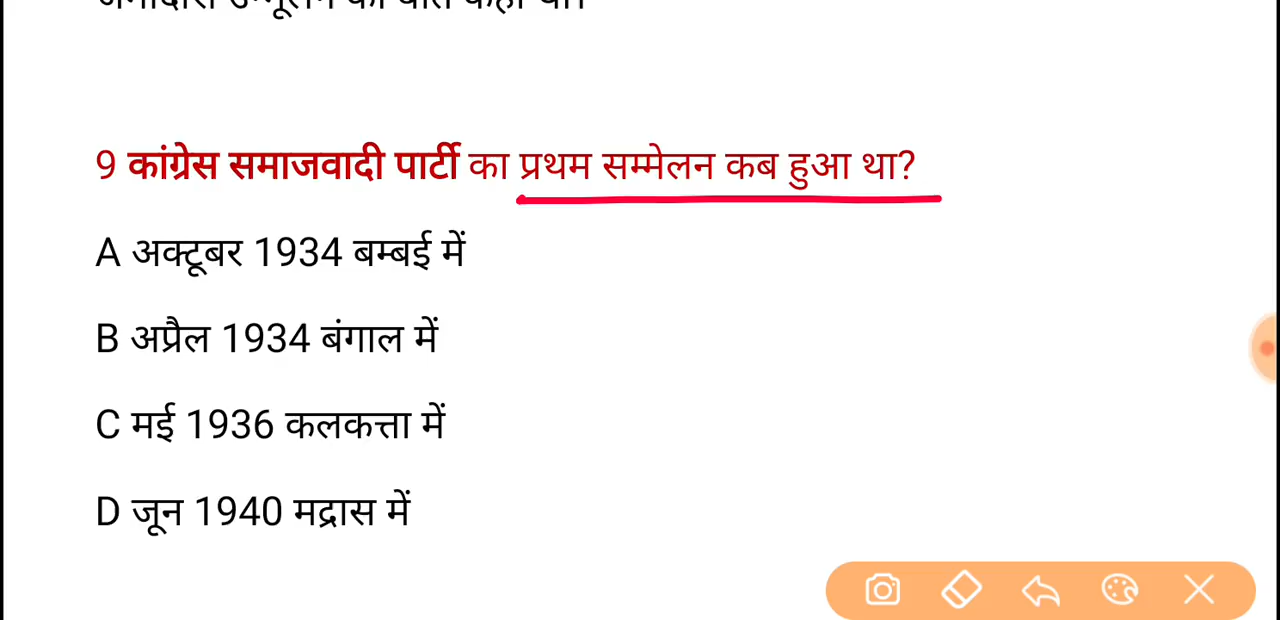 9 कांग्रेस समाजवादी पार्टी का प्रथम सम्मेलन कब हुआ था?
A अक्टूबर 1934 बम्बई में
B अप्रैल 1934 बंगाल में
C मई 1936 कलकत्ता में
D जून 1940 मद्रास में